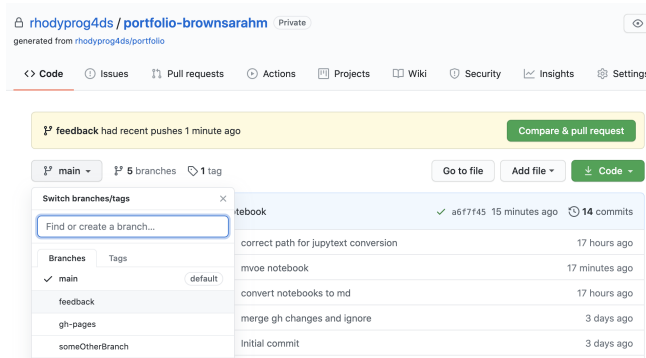 rhodyprog4ds / portfolio-brownsarahm Private
generated from rhodyprog4ds/portfolio
<> Code Issues Pull requests Actions Projects Wiki Security Insights Settings
feedback had recent pushes 1 minute ago Compare & pull request
main 5 branches 1 tag Go to file Add file Code
Switch branches/tags
Find or create a branch...
Branches Tags
main default
feedback
gh-pages
someOtherBranch
tebook a6f7f45 15 minutes ago 14 commits
correct path for jupytext conversion 17 hours ago
mvoe notebook 17 minutes ago
convert notebooks to md 17 hours ago
merge gh changes and ignore 3 days ago
Initial commit 3 days ago